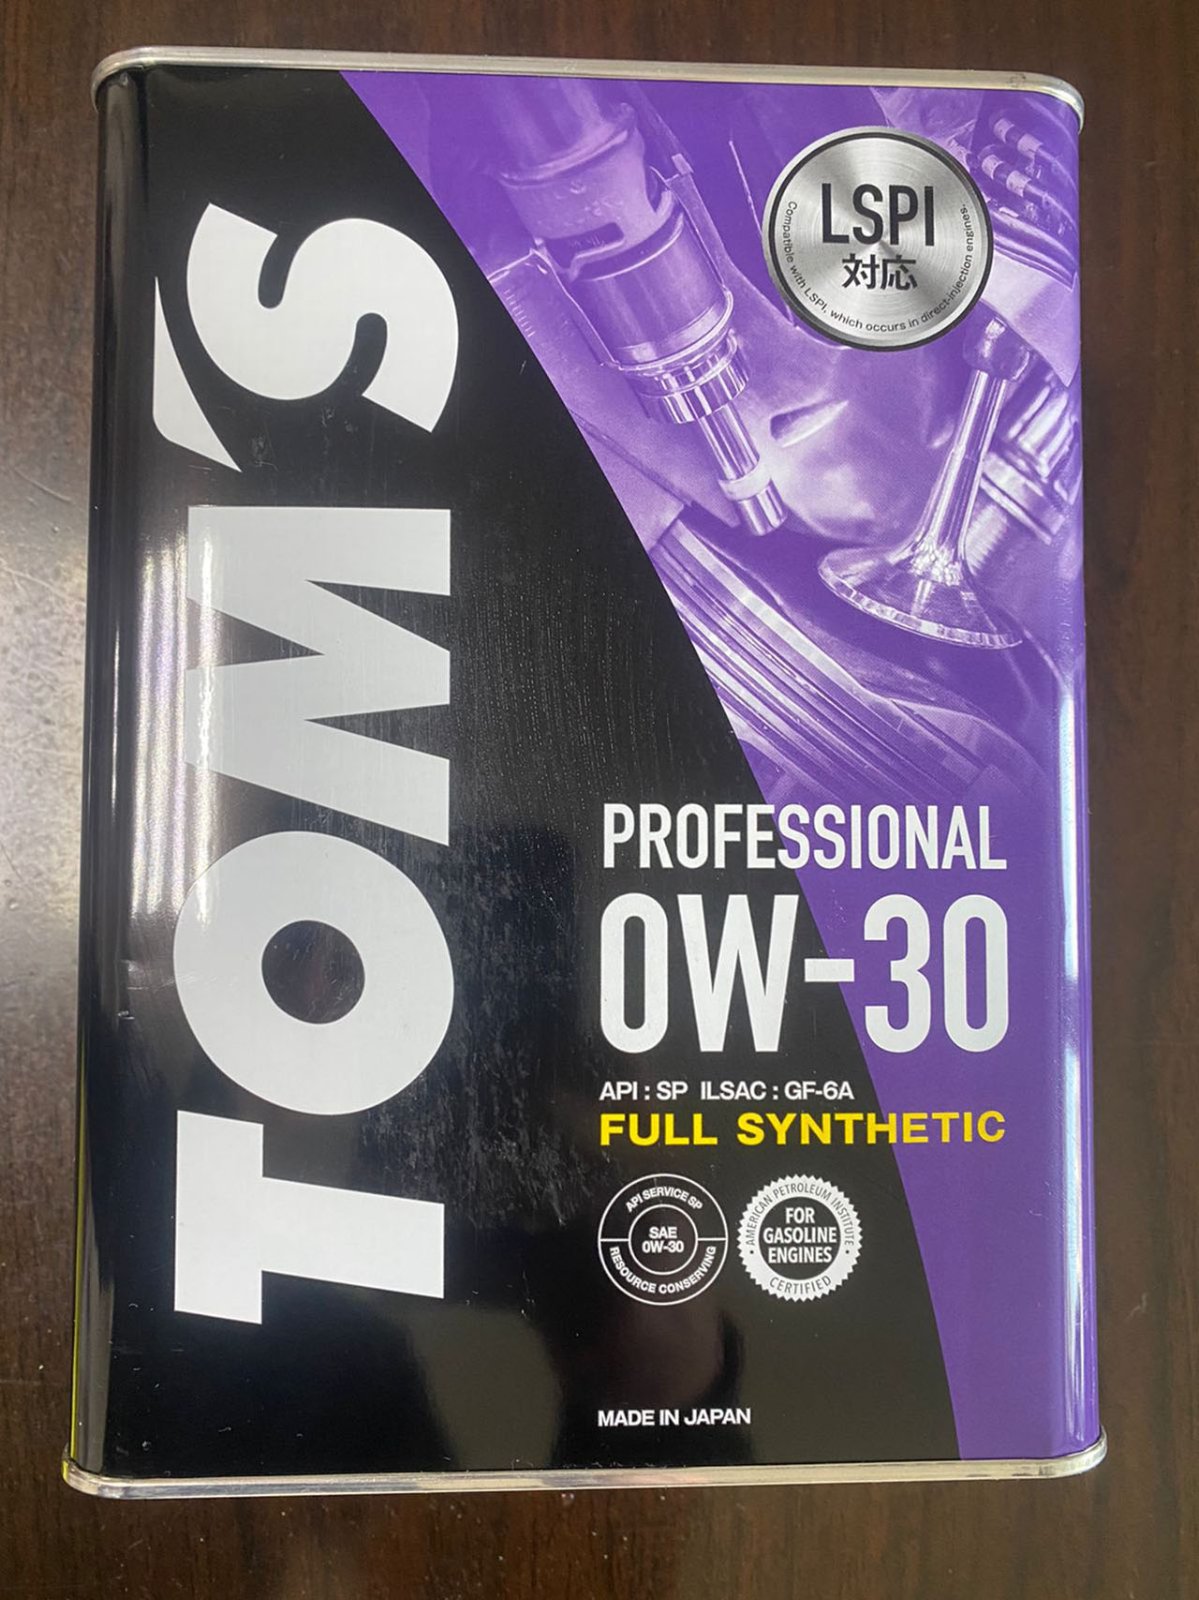 TOM'S
LSPI
対応
Compatible with LSPI, which occurs in direct-injection engines.
PROFESSIONAL
0W-30
API : SP ILSAC : GF-6A
FULL SYNTHETIC
API SERVICE SP
SAE
0W-30
RESOURCE CONSERVING
AMERICAN PETROLEUM INSTITUTE
FOR
GASOLINE
ENGINES
CERTIFIED
MADE IN JAPAN